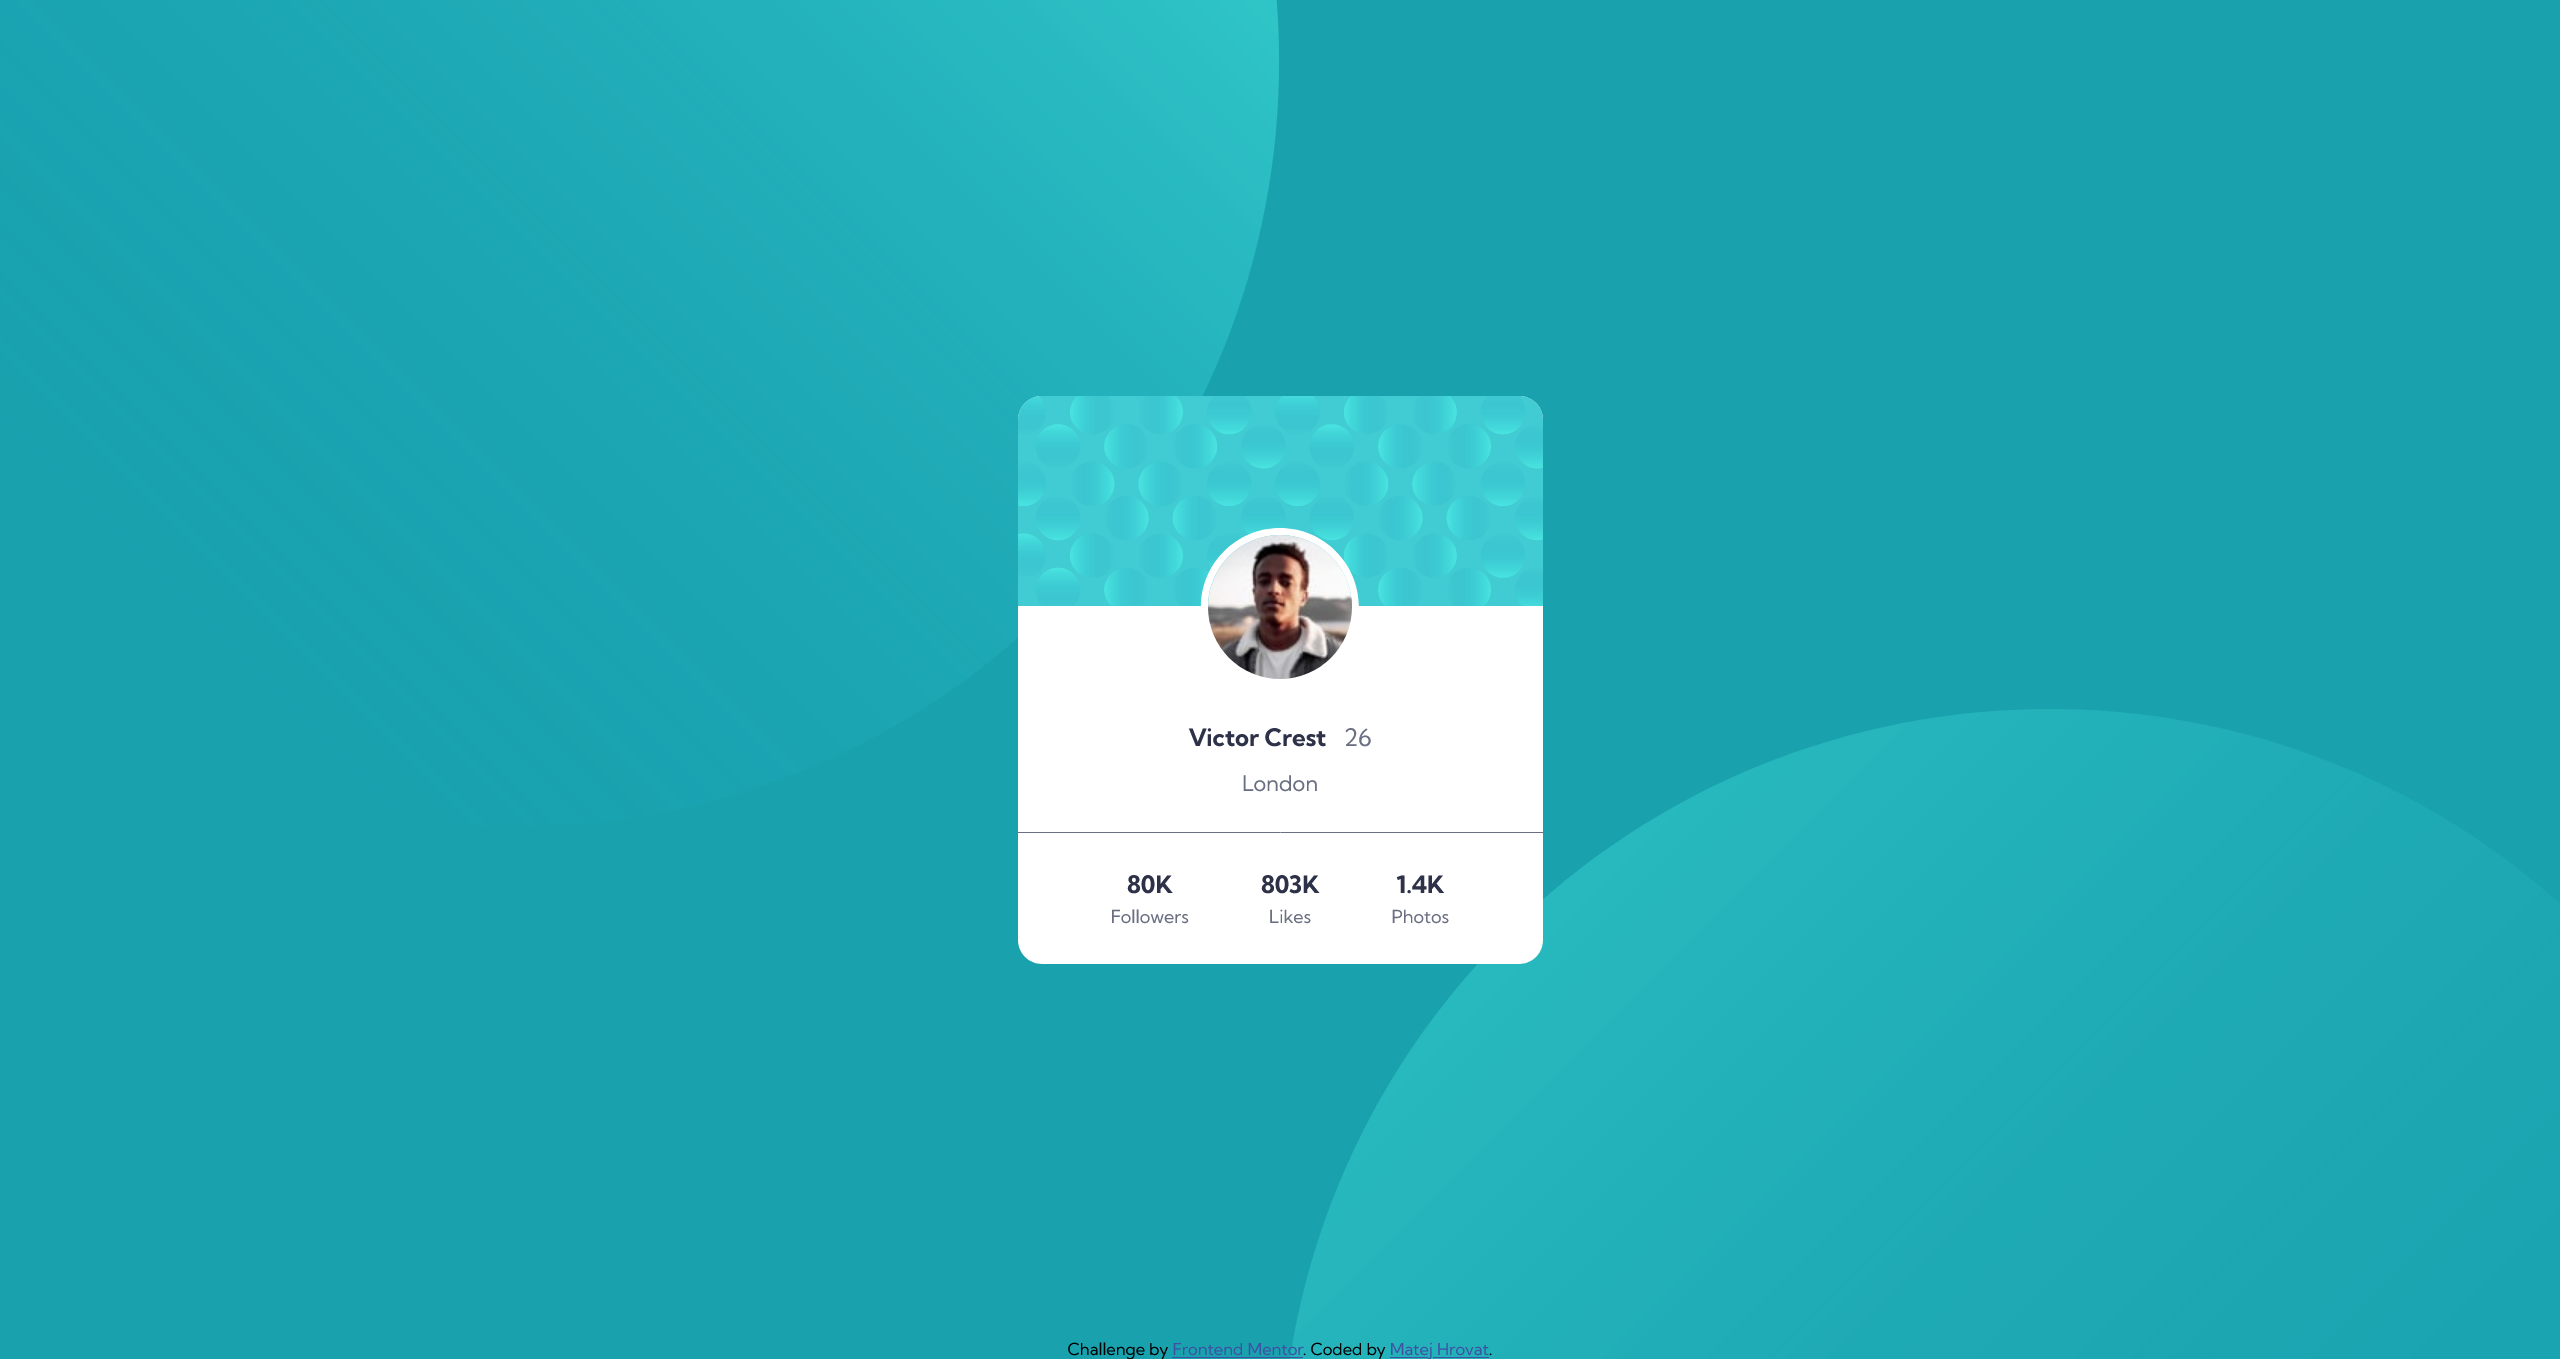 Victor Crest 26
London
80K 803K 1.4K
Followers Likes Photos
Challenge by Frontend Mentor. Coded by Matej Hrovat.